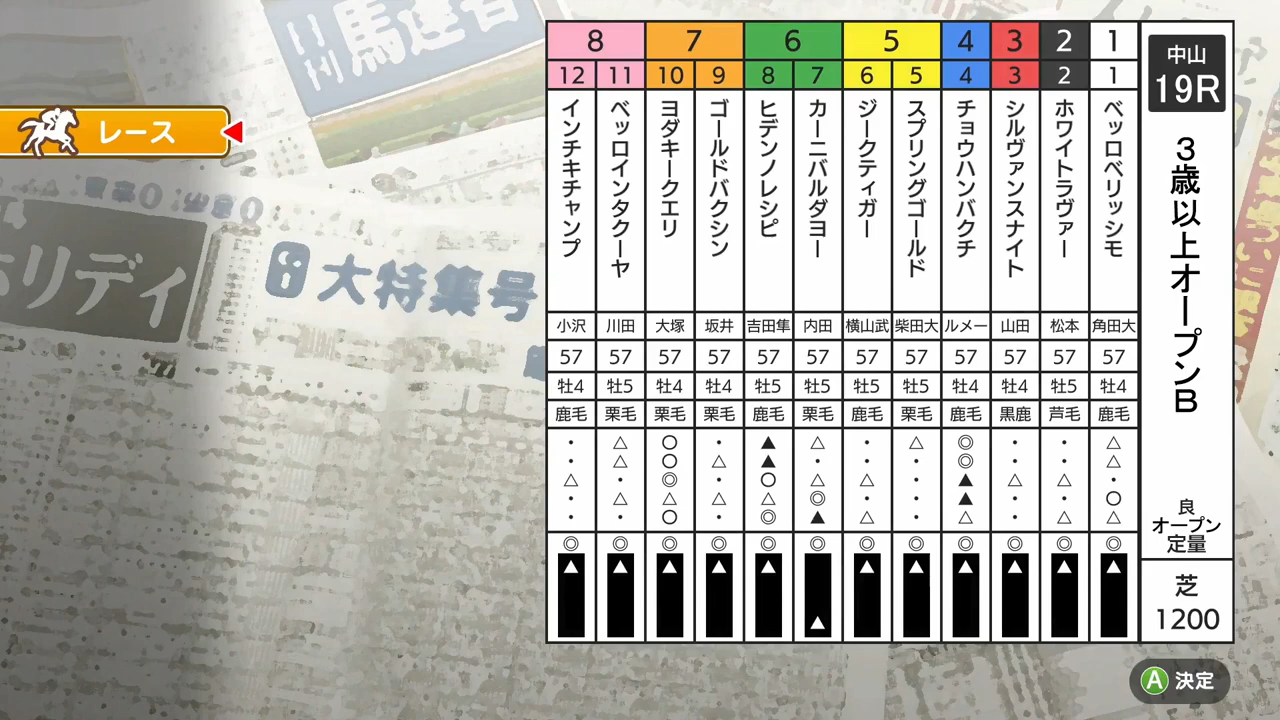 レース
馬運者
大特集号
リディ
中山
19R
3歳以上オープンB
良
オープン
定量
芝
1200
8 7 6 5 4 3 2 1
12 11 10 9 8 7 6 5 4 3 2 1
インチキチャンプ
ベッロインタクーヤ
ヨダキークエリ
ゴールドバクシン
ヒデンノレシピ
カーニバルダヨー
ジークティガー
スプリングゴールド
チョウハンバクチ
シルヴァンスナイト
ホワイトラヴァー
ベッロベリッシモ
小沢 川田 大塚 坂井 吉田隼 内田 横山武 柴田大 ルメー 山田 松本 角田大
57 57 57 57 57 57 57 57 57 57 57 57
牡4 牡5 牡4 牡4 牡5 牡5 牡5 牡5 牡4 牡4 牡5 牡4
鹿毛 栗毛 栗毛 栗毛 鹿毛 栗毛 鹿毛 栗毛 鹿毛 黒鹿 芦毛 鹿毛
・ △ ○ ・ ▲ △ ・ △ ◎ ・ ・ △
・ △ ○ △ ▲ ・ ・ ・ ◎ ・ ・ △
△ ・ ◎ ・ ○ △ △ ・ ▲ △ △ ・
・ △ △ △ △ ◎ ・ ・ ▲ ・ ・ ○
・ ・ ○ ・ ◎ ▲ △ ・ △ ・ △ △
◎ ◎ ◎ ◎ ◎ ◎ ◎ ◎ ◎ ◎ ◎ ◎
A 決定